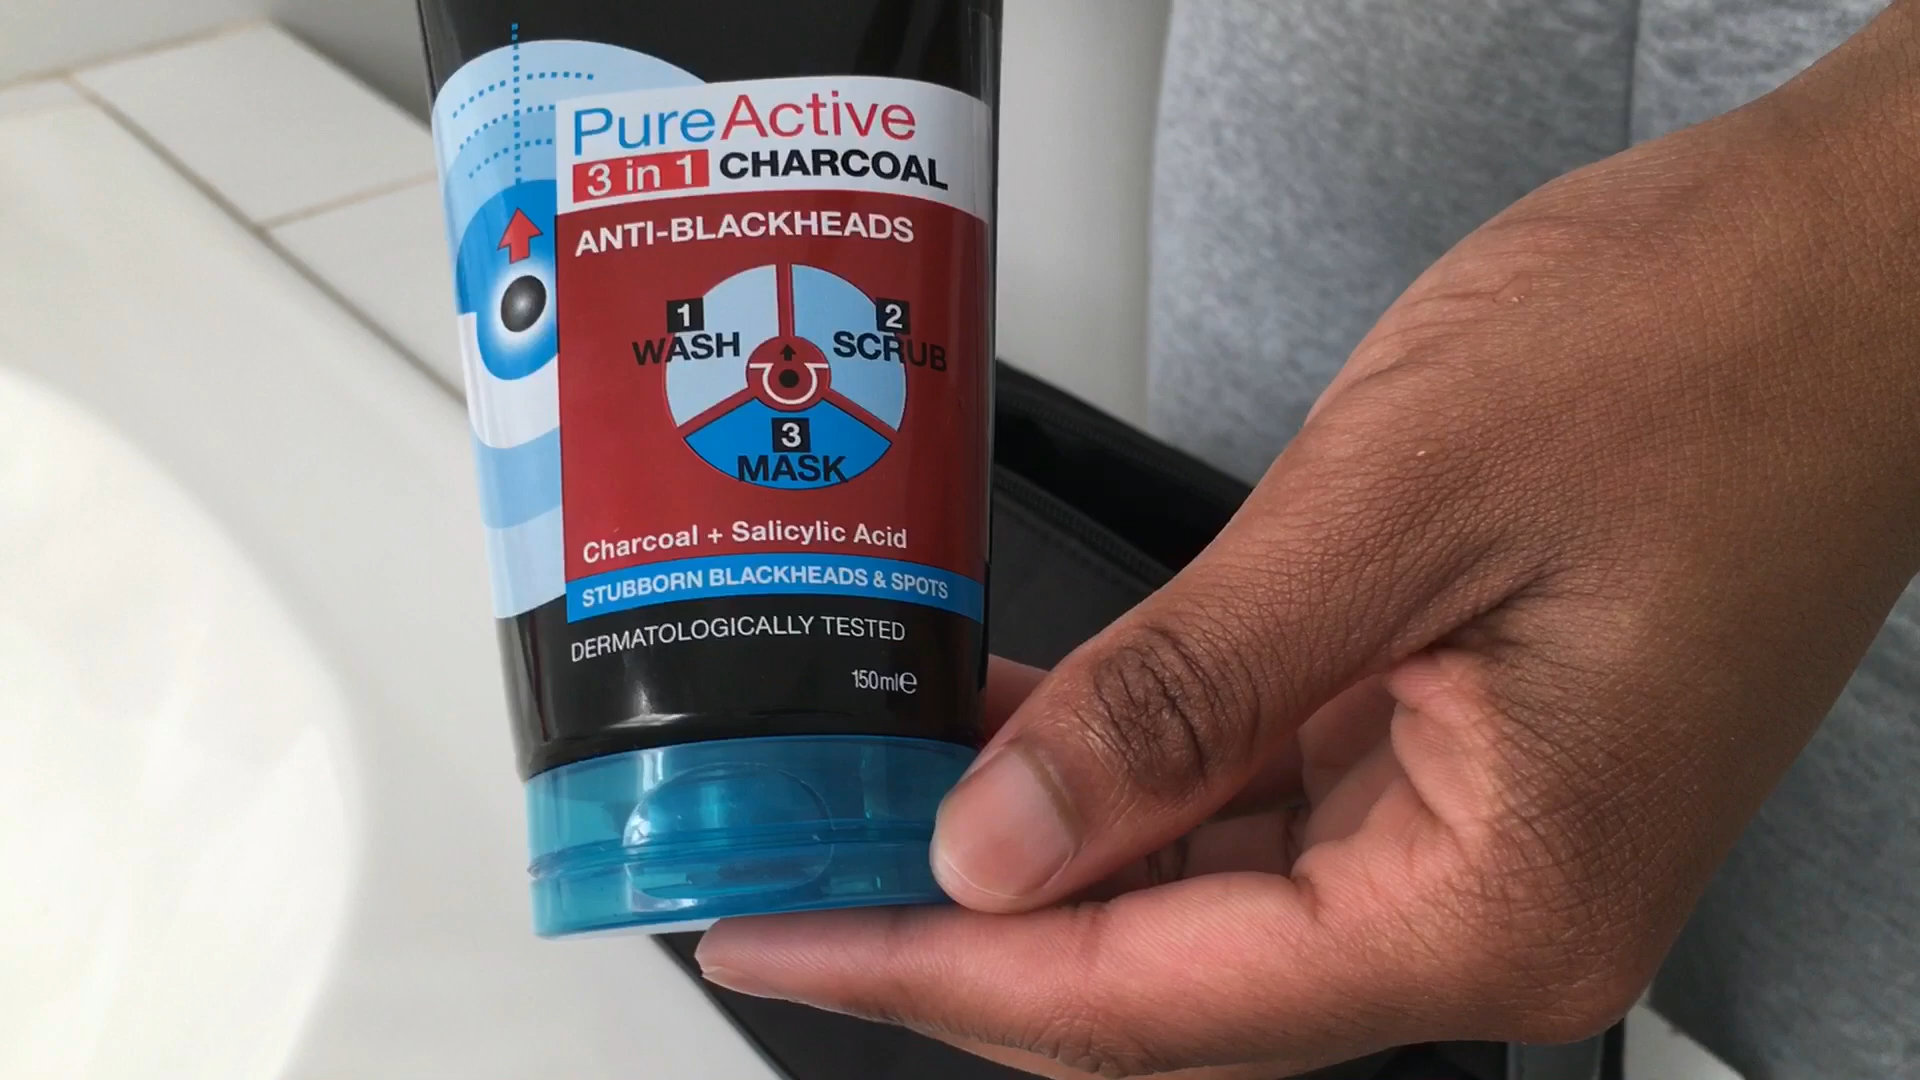 PureActive
3 in 1 CHARCOAL
ANTI-BLACKHEADS
1
WASH
2
SCRUB
3
MASK
Charcoal + Salicylic Acid
STUBBORN BLACKHEADS & SPOTS
DERMATOLOGICALLY TESTED
150ml℮